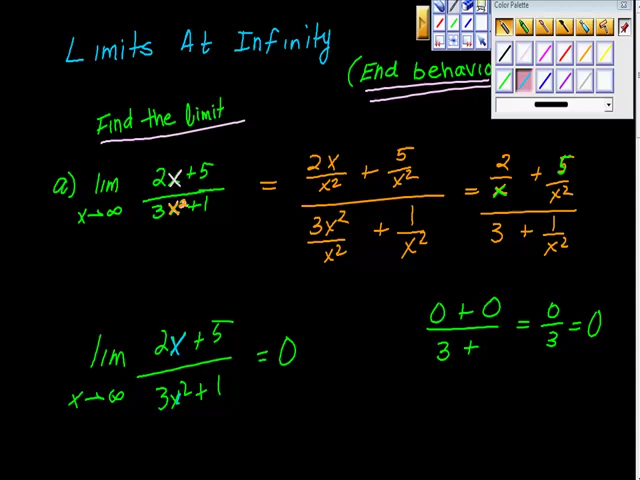 Limits At Infinity
Color Palette
(End behavio
Find the limit
a) lim x→∞ 2x+5 / 3x²+1 = 2x/x² + 5/x² / 3x²/x² + 1/x² = 2/x + 5/x² / 3 + 1/x²
lim x→∞ 2x+5 / 3x²+1 = 0
0+0 / 3+ = 0/3 = 0